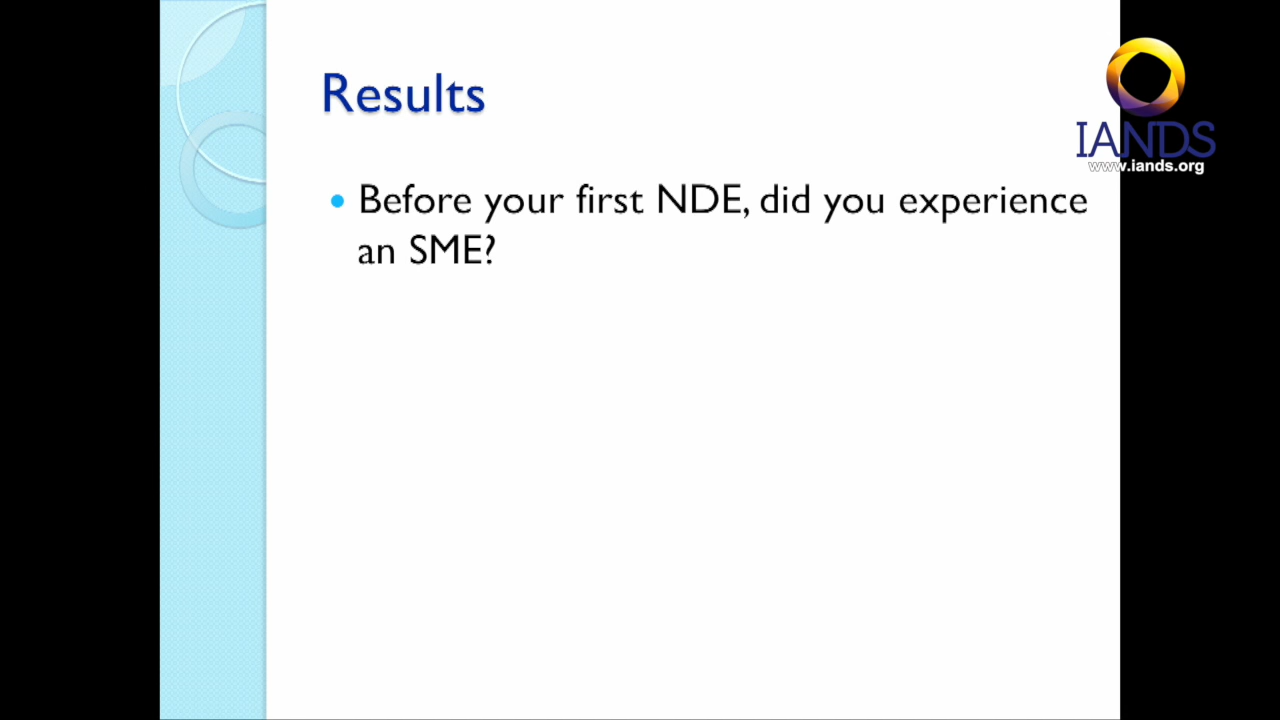 Results
IANDS
www.iands.org
• Before your first NDE, did you experience
an SME?